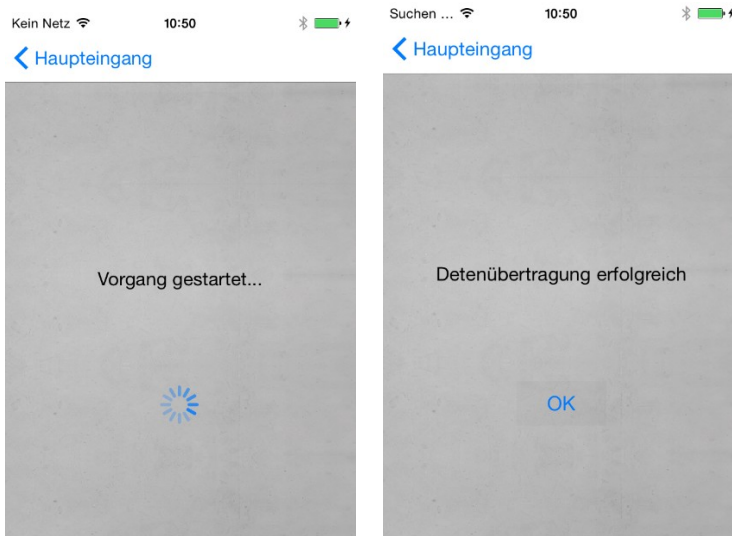 Kein Netz 10:50
Haupteingang
Vorgang gestartet...
Suchen ... 10:50
Haupteingang
Detenübertragung erfolgreich
OK